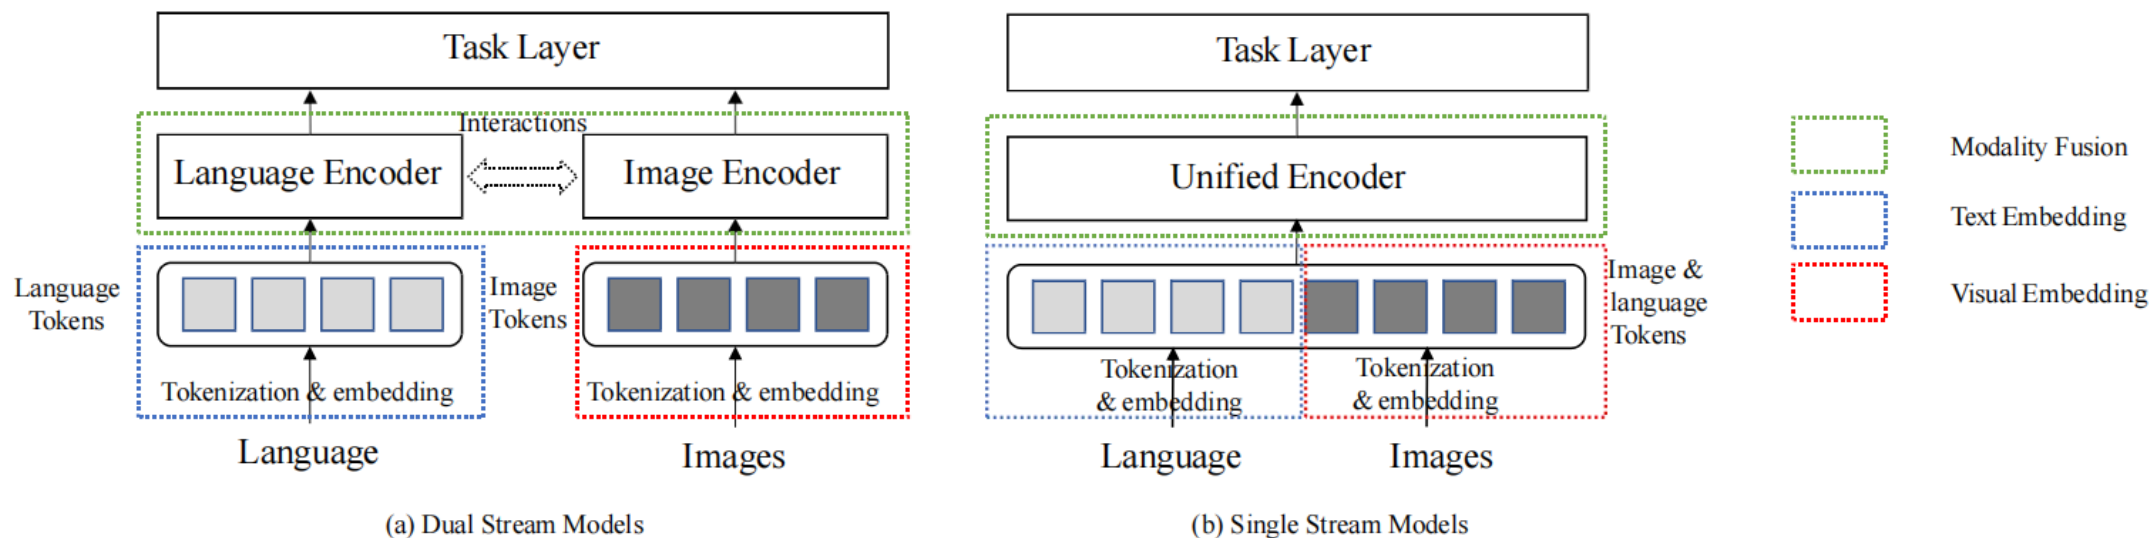 Task Layer
Interactions
Language Encoder
Image Encoder
Language
Tokens
Image
Tokens
Tokenization & embedding
Tokenization & embedding
Language
Images
(a) Dual Stream Models
Task Layer
Unified Encoder
Image &
language
Tokens
Tokenization
& embedding
Tokenization
& embedding
Language
Images
(b) Single Stream Models
Modality Fusion
Text Embedding
Visual Embedding